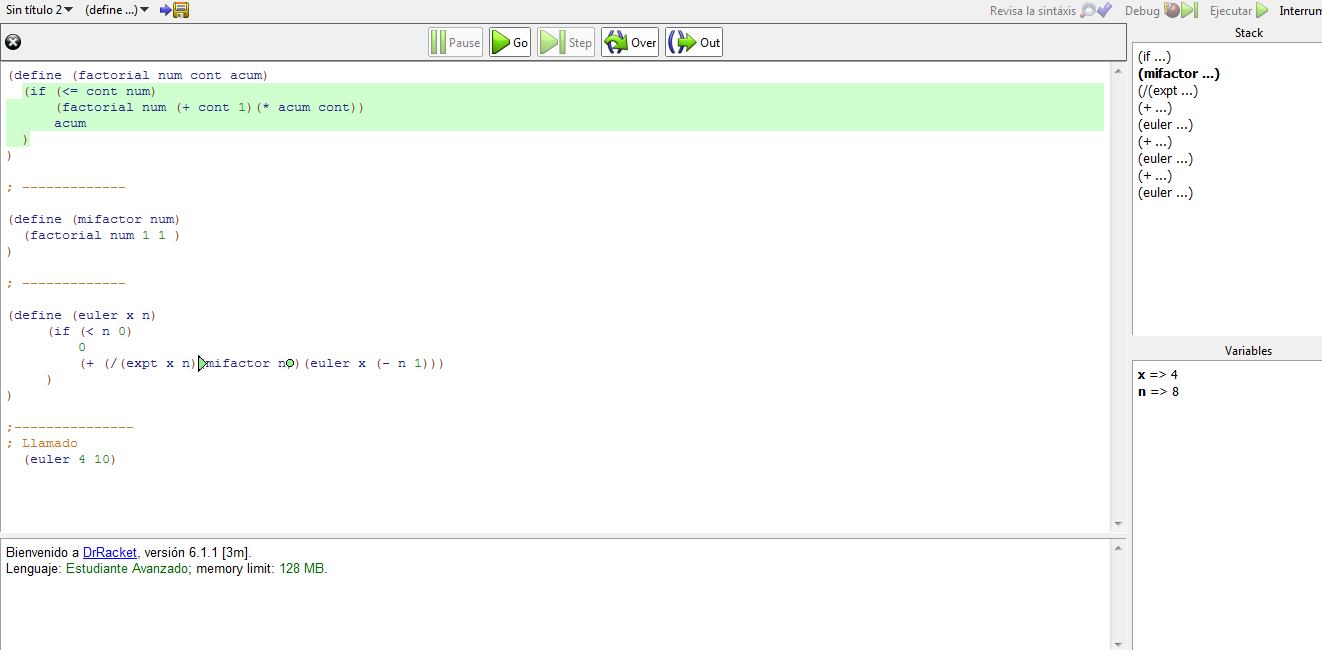 Sin título 2 (define ...)
Revisa la sintáxis Debug Ejecutar Interrum
Pause Go Step Over Out
(define (factorial num cont acum)
(if (<= cont num)
(factorial num (+ cont 1)(* acum cont))
acum
)
)
; -------------
(define (mifactor num)
(factorial num 1 1 )
)
; -------------
(define (euler x n)
(if (< n 0)
0
(+ (/(expt x n) mifactor n )(euler x (- n 1)))
)
)
;---------------
; Llamado
(euler 4 10)
Bienvenido a DrRacket, versión 6.1.1 [3m].
Lenguaje: Estudiante Avanzado; memory limit: 128 MB.
Stack
(if ...)
(mifactor ...)
(/(expt ...)
(+ ...)
(euler ...)
(+ ...)
(euler ...)
(+ ...)
(euler ...)
Variables
x => 4
n => 8